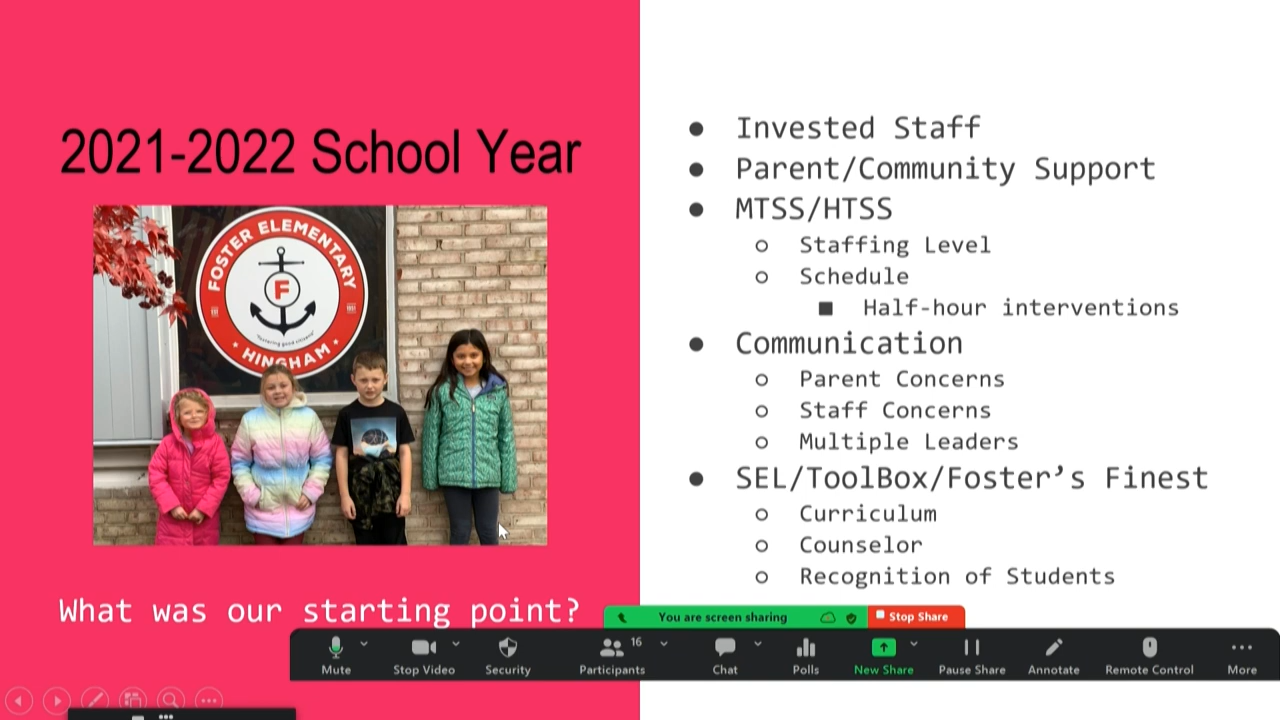 2021-2022 School Year
FOSTER ELEMENTARY
F
"fostering good citizens"
HINGHAM
What was our starting point?
Invested Staff
Parent/Community Support
MTSS/HTSS
Staffing Level
Schedule
Half-hour interventions
Communication
Parent Concerns
Staff Concerns
Multiple Leaders
SEL/ToolBox/Foster’s Finest
Curriculum
Counselor
Recognition of Students
You are screen sharing
Stop Share
Mute
Stop Video
Security
16
Participants
Chat
Polls
New Share
Pause Share
Annotate
Remote Control
More